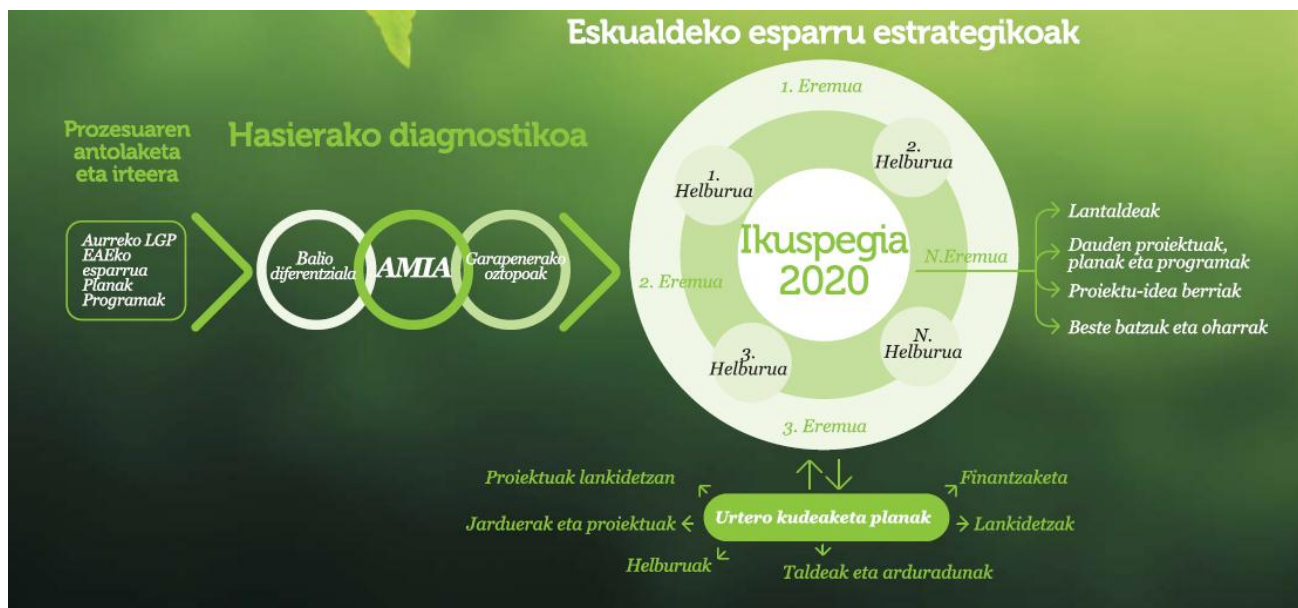 Eskualdeko esparru estrategikoak
Prozesuaren
antolaketa
eta irteera
Hasierako diagnostikoa
Aurreko LGP
EAEko
esparrua
Planak
Programak
Balio
diferentziala
AMIA
Garapenerako
oztopoak
1. Eremua
2.
Helburua
1.
Helburua
Ikuspegia
2020
N.Eremua
2. Eremua
3.
Helburua
N.
Helburua
3. Eremua
Lantaldeak
Dauden proiektuak,
planak eta programak
Proiektu-idea berriak
Beste batzuk eta oharrak
Proiektuak lankidetzan
Finantzaketa
Jarduerak eta proiektuak
Urtero kudeaketa planak
Lankidetzak
Helburuak
Taldeak eta arduradunak